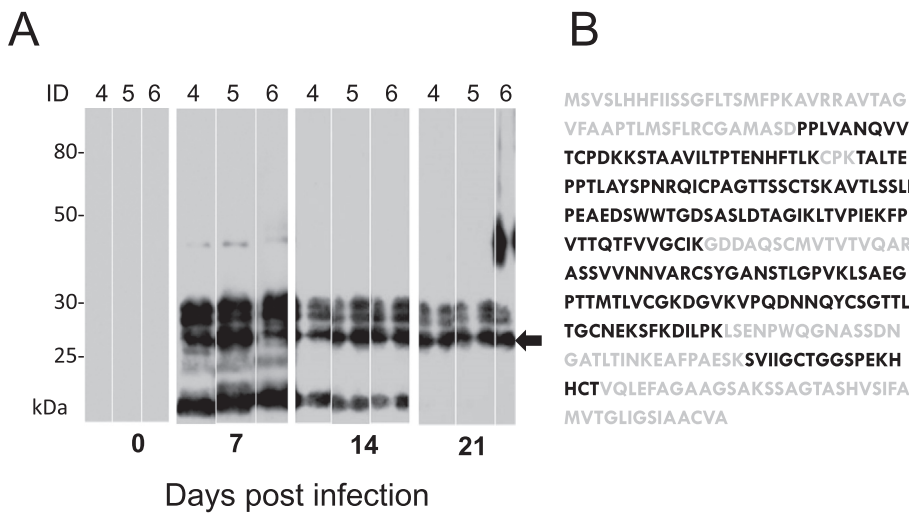 A
B
ID 4 5 6 4 5 6 4 5 6 4 5 6
80-
50-
30-
25-
kDa
0 7 14 21
Days post infection
MSVSLHHFIISSGFLTSMFPKAVRRAVTAG
VFAAPTLMSFLRCGAMASDPPLVANQVV
TCPDKKSTAAVILTPTENHFTLKCPKTALTE
PPTLAYSPNRQICPAGTTSSCTSKAVTLSSL
PEAEDSWWTGDSASLDTAGIKLTVPIEKFP
VTTQTFVVGCIKGDDAQSCMVTVTVQAR
ASSVVNNVARCSYGANSTLGPVKLSAEG
PTTMTLVCGKDGVKVPQDNNQYCSGTTL
TGCNEKSFKDILPKLSENPWQGNASSDN
GATLTINKEAFPAESKSVIIGCTGGSPEKH
HCTVQLEFAGAAGSAKSSAGTASHVSIFA
MVTGLIGSIAACVA